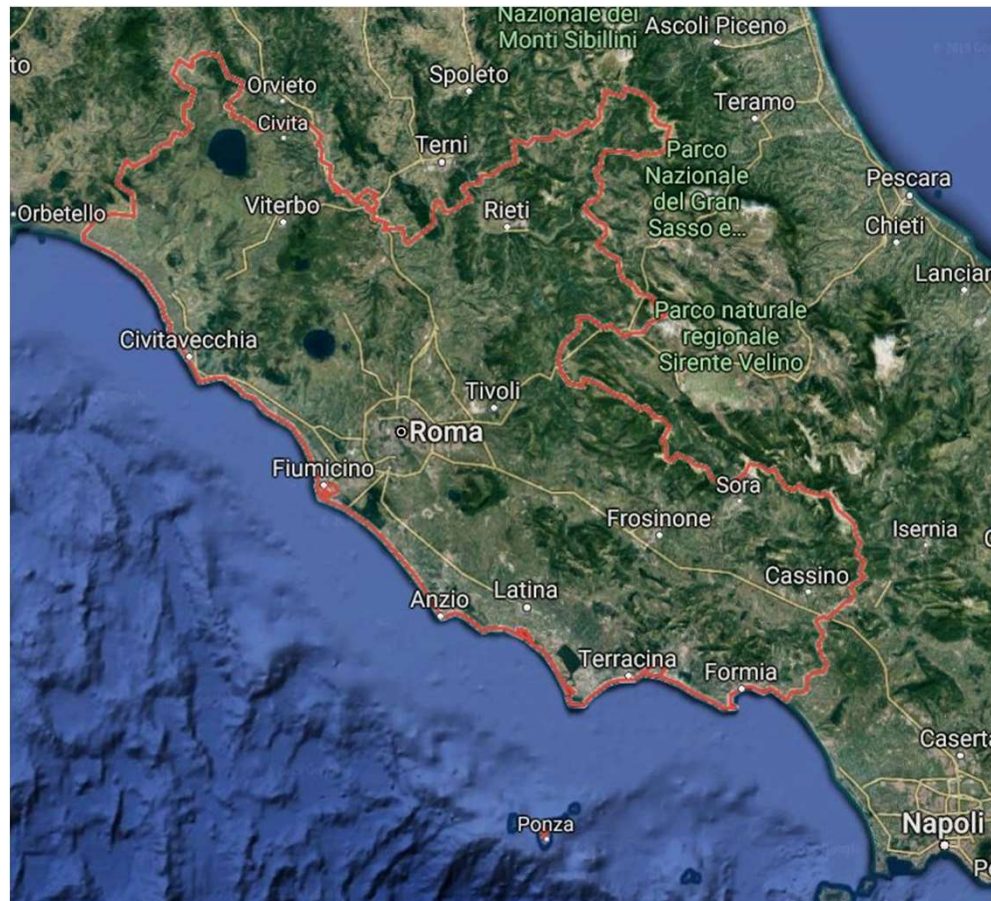 Nazionale dei
Monti Sibillini
Ascoli Piceno
to
Spoleto
Orvieto
Teramo
Civita
Terni
Parco
Nazionale
del Gran
Sasso e...
Pescara
Orbetello
Viterbo
Rieti
Chieti
Lancian
Parco naturale
regionale
Sirente Velino
Civitavecchia
Tivoli
Roma
Fiumicino
Sora
Frosinone
Isernia
C
Cassino
Latina
Anzio
Terracina
Formia
Caserta
Ponza
Napoli